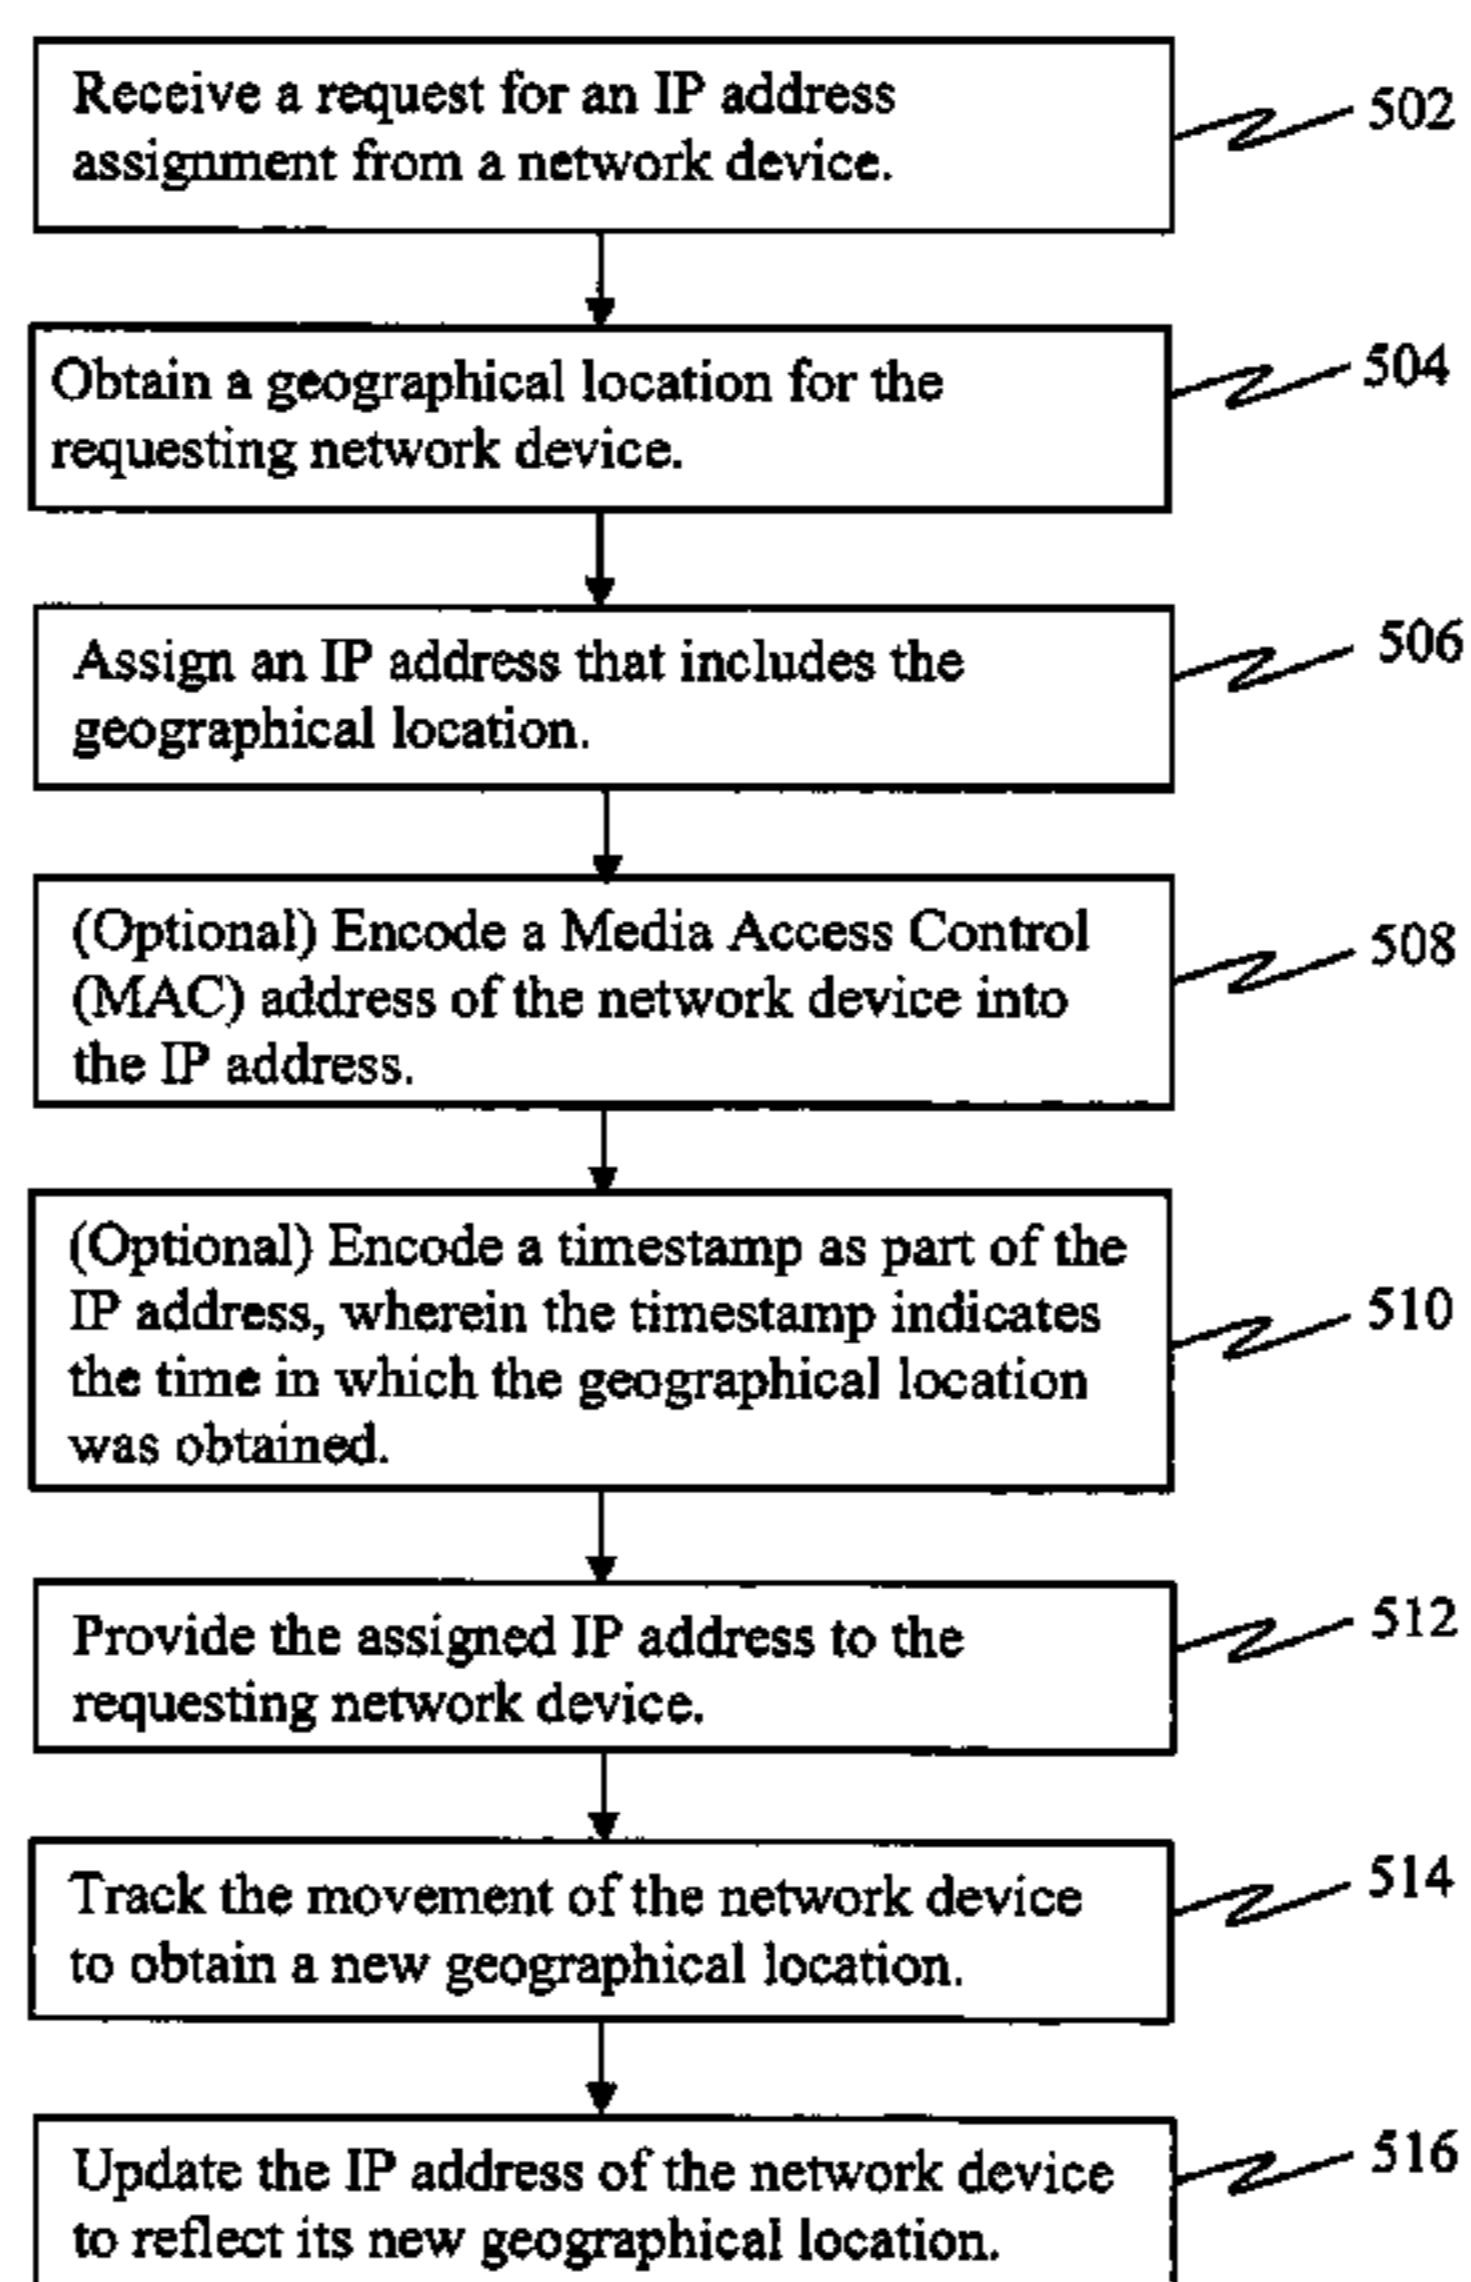 Receive a request for an IP address
assignment from a network device.
502
Obtain a geographical location for the
requesting network device.
504
Assign an IP address that includes the
geographical location.
506
(Optional) Encode a Media Access Control
(MAC) address of the network device into
the IP address.
508
(Optional) Encode a timestamp as part of the
IP address, wherein the timestamp indicates
the time in which the geographical location
was obtained.
510
Provide the assigned IP address to the
requesting network device.
512
Track the movement of the network device
to obtain a new geographical location.
514
Update the IP address of the network device
to reflect its new geographical location.
516